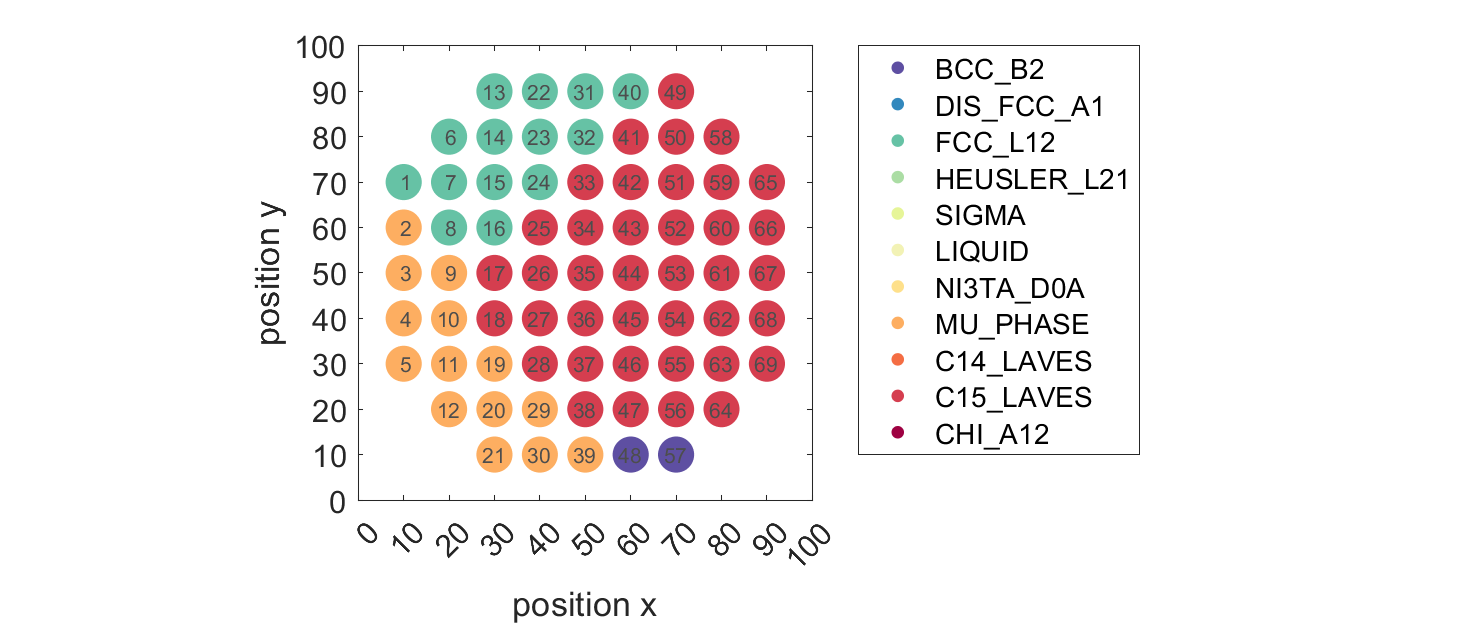 100
90
80
70
60
50
40
30
20
10
0
position y
13 22 31 40 49
6 14 23 32 41 50 58
1 7 15 24 33 42 51 59 65
2 8 16 25 34 43 52 60 66
3 9 17 26 35 44 53 61 67
4 10 18 27 36 45 54 62 68
5 11 19 28 37 46 55 63 69
12 20 29 38 47 56 64
21 30 39 48 57
0 10 20 30 40 50 60 70 80 90 100
position x
BCC_B2
DIS_FCC_A1
FCC_L12
HEUSLER_L21
SIGMA
LIQUID
NI3TA_D0A
MU_PHASE
C14_LAVES
C15_LAVES
CHI_A12